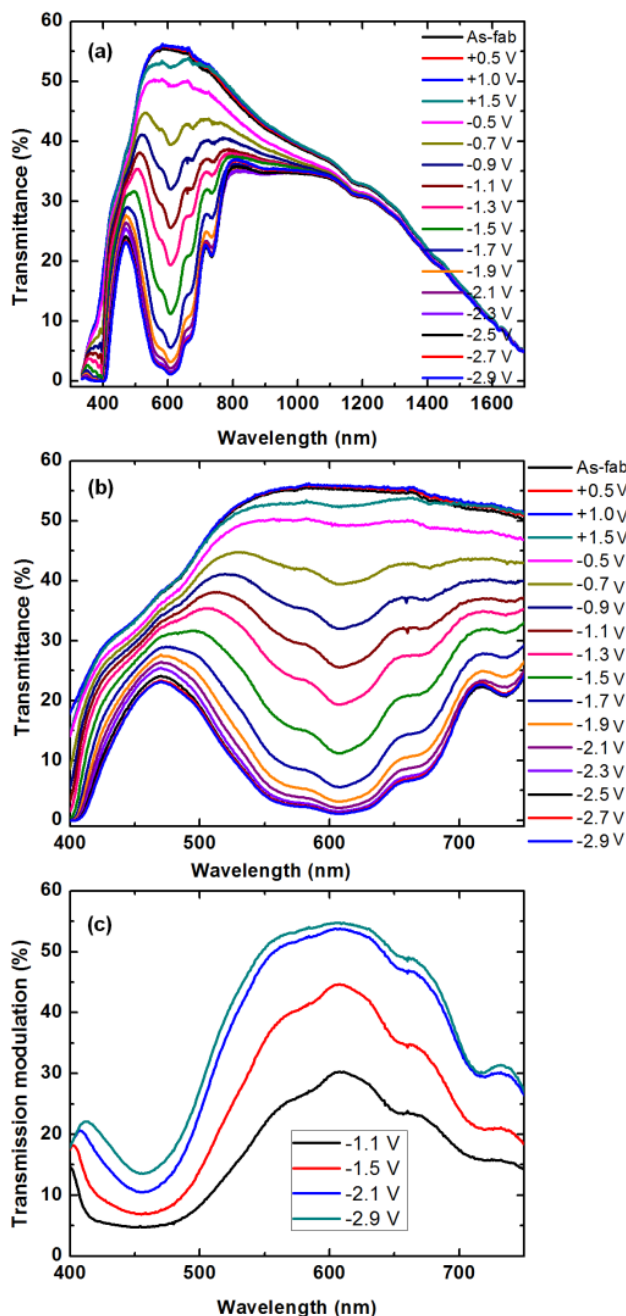 (a)
As-fab
+0.5 V
+1.0 V
+1.5 V
-0.5 V
-0.7 V
-0.9 V
-1.1 V
-1.3 V
-1.5 V
-1.7 V
-1.9 V
-2.1 V
-2.3 V
-2.5 V
-2.7 V
-2.9 V
Transmittance (%)
60
55
50
45
40
35
30
25
20
15
10
5
0
400 600 800 1000 1200 1400 1600
Wavelength (nm)
(b)
As-fab
+0.5 V
+1.0 V
+1.5 V
-0.5 V
-0.7 V
-0.9 V
-1.1 V
-1.3 V
-1.5 V
-1.7 V
-1.9 V
-2.1 V
-2.3 V
-2.5 V
-2.7 V
-2.9 V
Transmittance (%)
60
50
40
30
20
10
0
400 500 600 700
Wavelength (nm)
(c)
Transmission modulation (%)
60
50
40
30
20
10
0
-1.1 V
-1.5 V
-2.1 V
-2.9 V
400 500 600 700
Wavelength (nm)